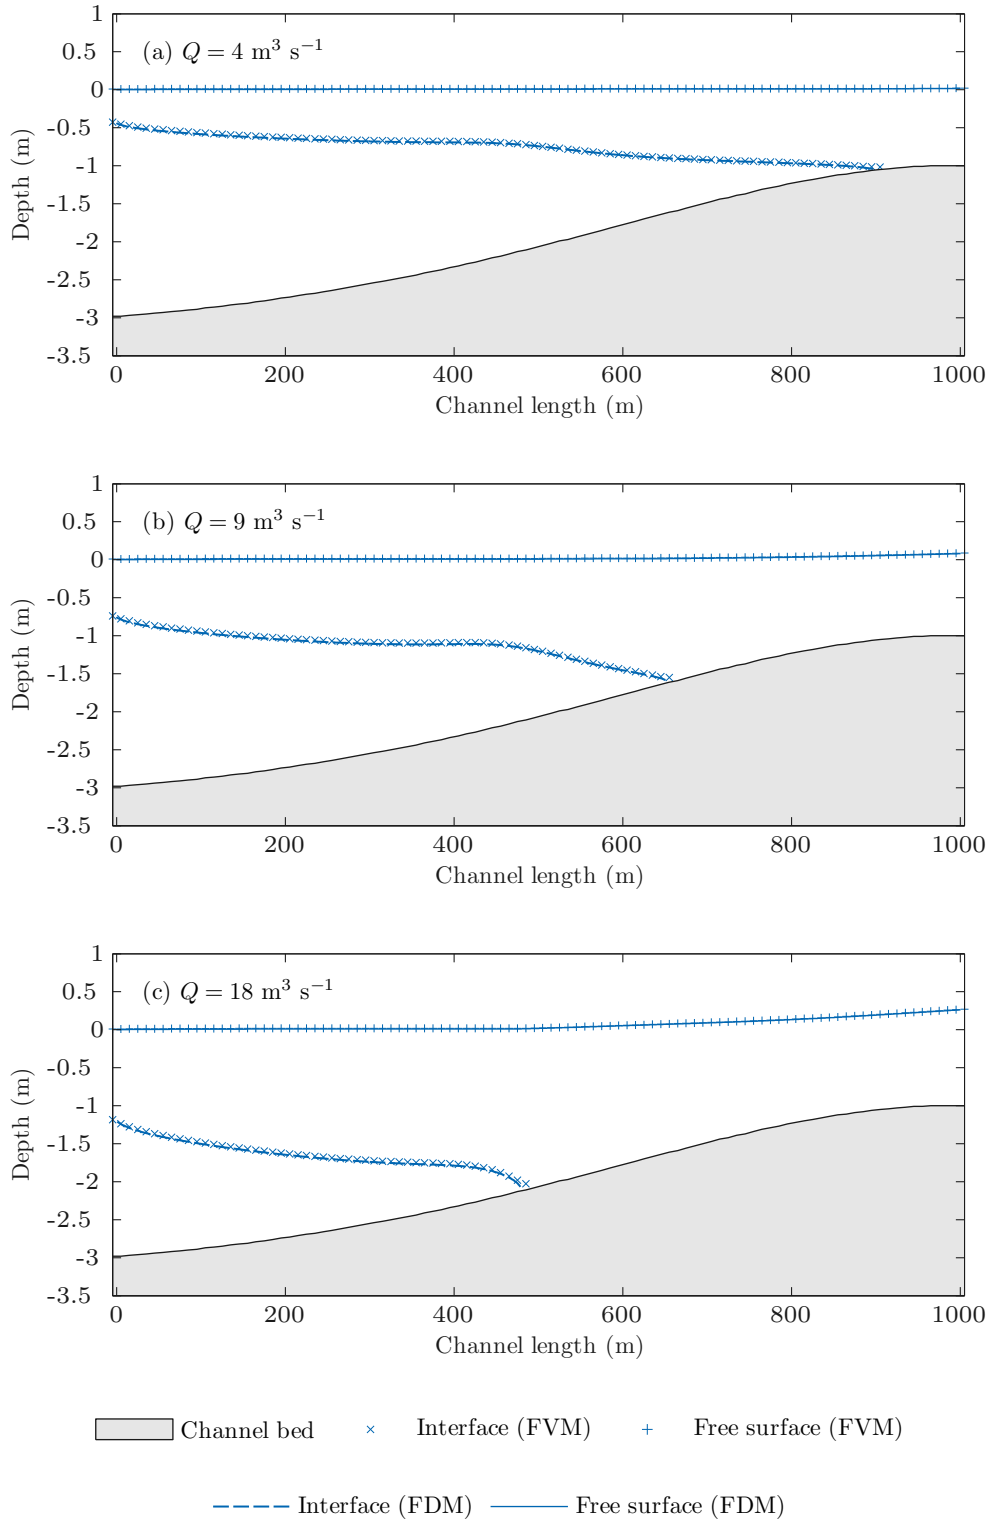 1
0.5
(a) Q = 4 m³ s⁻¹
0
-0.5
-1
-1.5
-2
-2.5
-3
-3.5
Depth (m)
0 200 400 600 800 1000
Channel length (m)
1
0.5
(b) Q = 9 m³ s⁻¹
0
-0.5
-1
-1.5
-2
-2.5
-3
-3.5
Depth (m)
0 200 400 600 800 1000
Channel length (m)
1
0.5
(c) Q = 18 m³ s⁻¹
0
-0.5
-1
-1.5
-2
-2.5
-3
-3.5
Depth (m)
0 200 400 600 800 1000
Channel length (m)
Channel bed Interface (FVM) Free surface (FVM)
Interface (FDM) Free surface (FDM)